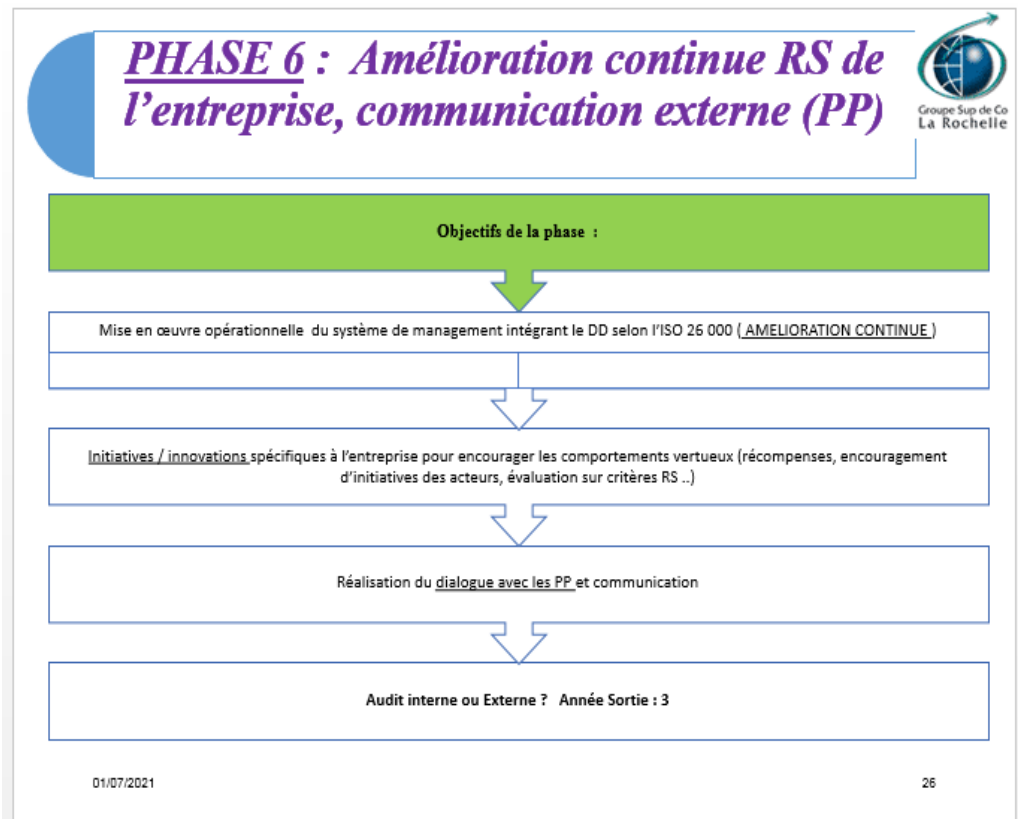 PHASE 6 : Amélioration continue RS de
l'entreprise, communication externe (PP)
Groupe Sup de Co
La Rochelle
Objectifs de la phase :
Mise en œuvre opérationnelle du système de management intégrant le DD selon l'ISO 26 000 ( AMELIORATION CONTINUE )
Initiatives / innovations spécifiques à l'entreprise pour encourager les comportements vertueux (récompenses, encouragement
d'initiatives des acteurs, évaluation sur critères RS ..)
Réalisation du dialogue avec les PP et communication
Audit interne ou Externe ? Année Sortie : 3
01/07/2021
26